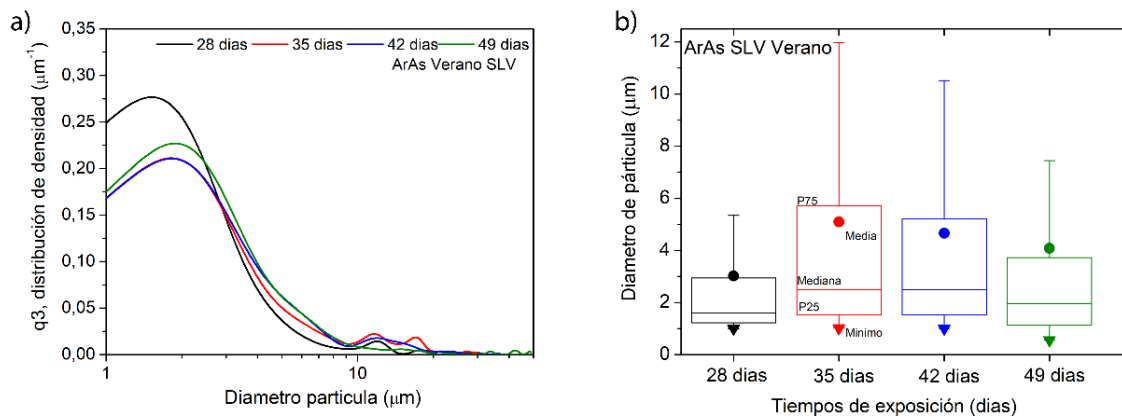 a)
q3, distribución de densidad (μm⁻¹)
0,35
0,30
0,25
0,20
0,15
0,10
0,05
0,00
28 dias 35 dias 42 dias 49 dias
ArAs Verano SLV
1 10
Diametro particula (μm)
b)
Diametro de párticula (μm)
12
10
8
6
4
2
0
ArAs SLV Verano
P75
Media
Mediana
P25
Minimo
28 dias 35 dias 42 dias 49 dias
Tiempos de exposición (dias)